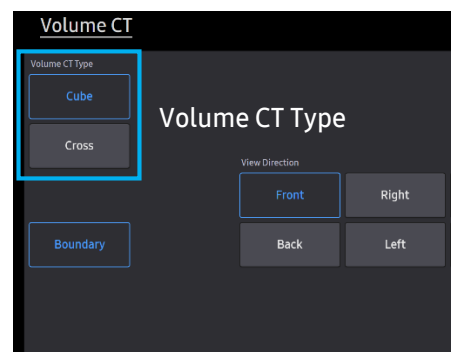 Volume CT
Volume CT Type
Cube
Cross
Volume CT Type
View Direction
Front
Right
Boundary
Back
Left